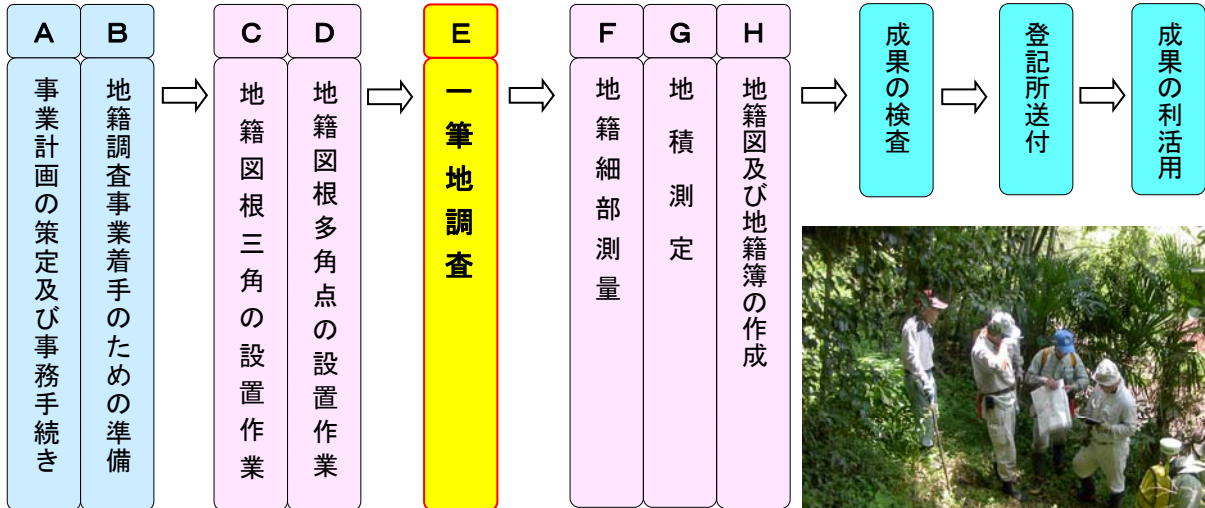 A
事業計画の策定及び事務手続き
B
地籍調査事業着手のための準備
C
地籍図根三角の設置作業
D
地籍図根多角点の設置作業
E
一筆地調査
F
地籍細部測量
G
地積測定
H
地籍図及び地籍簿の作成
成果の検査
登記所送付
成果の利活用